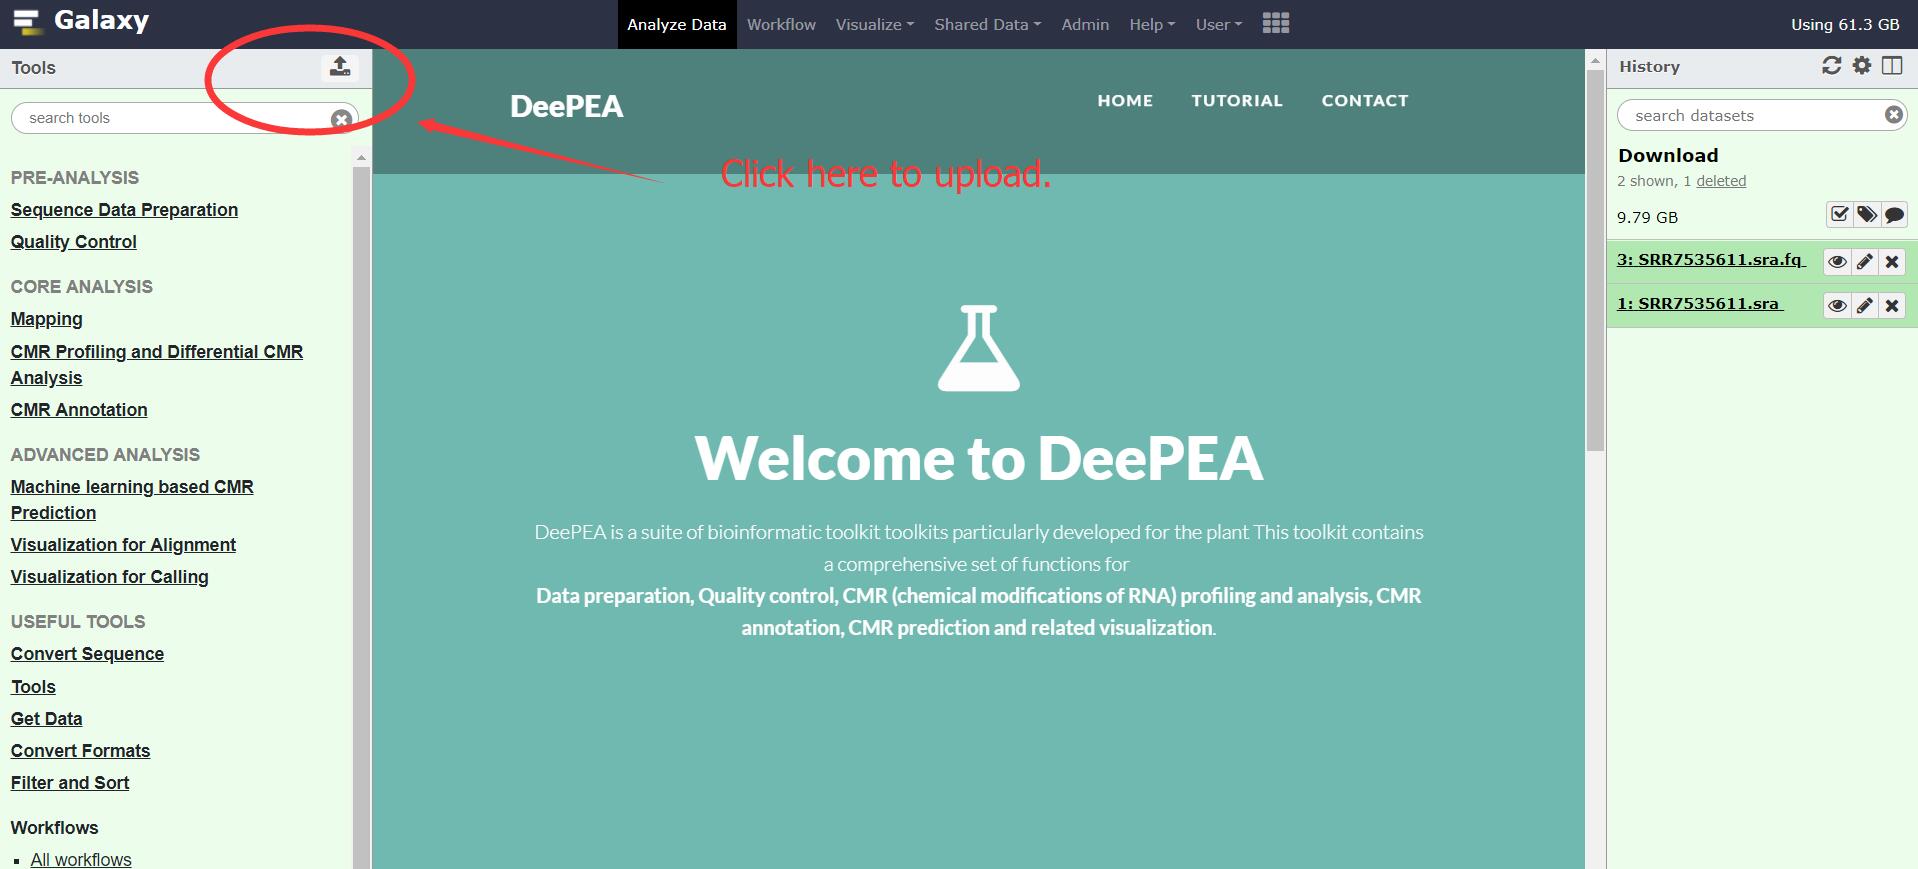 Galaxy
Analyze Data
Workflow
Visualize
Shared Data
Admin
Help
User
Using 61.3 GB
Tools
search tools
PRE-ANALYSIS
Sequence Data Preparation
Quality Control
CORE ANALYSIS
Mapping
CMR Profiling and Differential CMR
Analysis
CMR Annotation
ADVANCED ANALYSIS
Machine learning based CMR
Prediction
Visualization for Alignment
Visualization for Calling
USEFUL TOOLS
Convert Sequence
Tools
Get Data
Convert Formats
Filter and Sort
Workflows
All workflows
DeePEA
HOME
TUTORIAL
CONTACT
Click here to upload.
Welcome to DeePEA
DeePEA is a suite of bioinformatic toolkit toolkits particularly developed for the plant This toolkit contains
a comprehensive set of functions for
Data preparation, Quality control, CMR (chemical modifications of RNA) profiling and analysis, CMR
annotation, CMR prediction and related visualization.
History
search datasets
Download
2 shown, 1 deleted
9.79 GB
3: SRR7535611.sra.fq
1: SRR7535611.sra